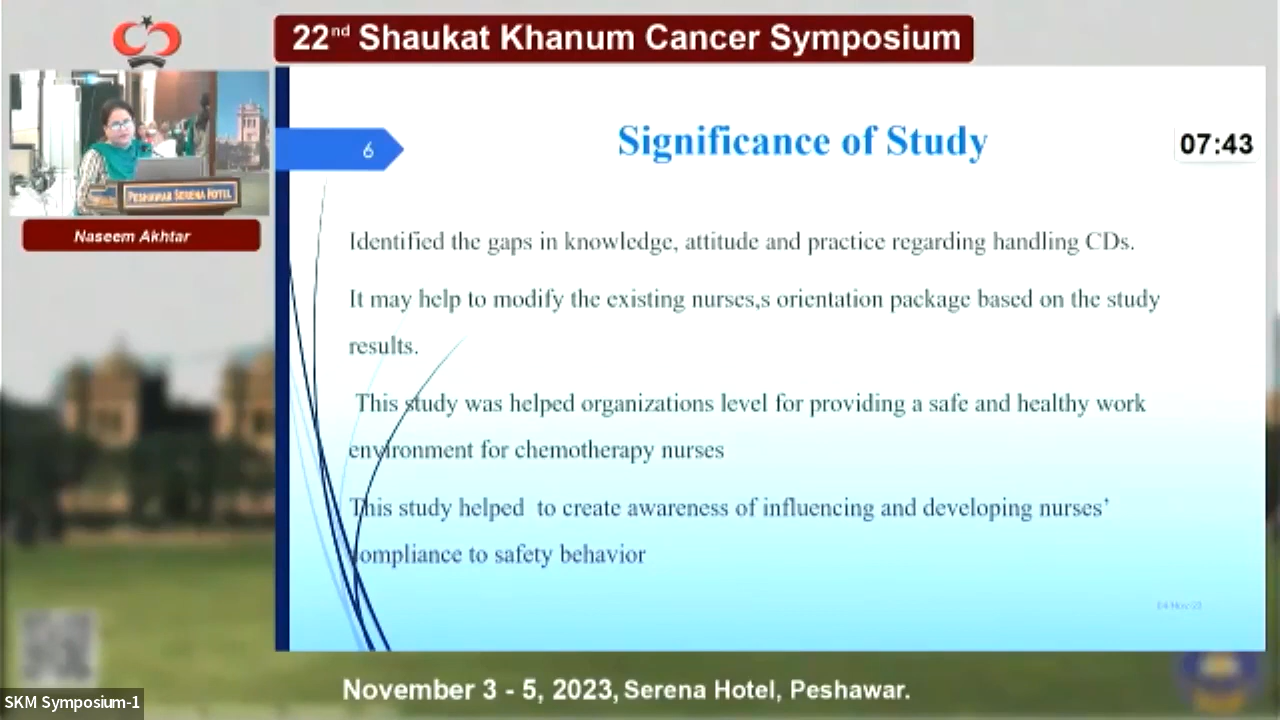 22nd Shaukat Khanum Cancer Symposium
6
Significance of Study
07:43
PESHAWAR SERENA HOTEL
Naseem Akhtar
Identified the gaps in knowledge, attitude and practice regarding handling CDs.
It may help to modify the existing nurses,s orientation package based on the study
results.
This study was helped organizations level for providing a safe and healthy work
environment for chemotherapy nurses
This study helped to create awareness of influencing and developing nurses’
compliance to safety behavior
November 3 - 5, 2023, Serena Hotel, Peshawar.
SKM Symposium-1